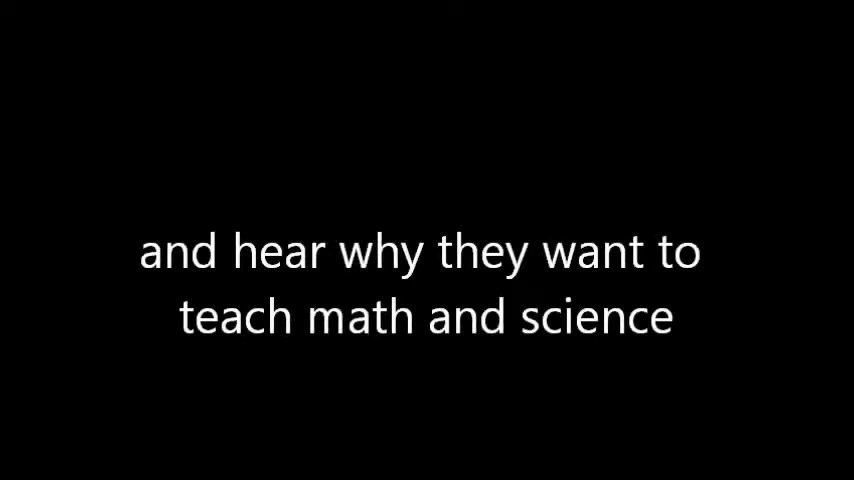 and hear why they want to
teach math and science